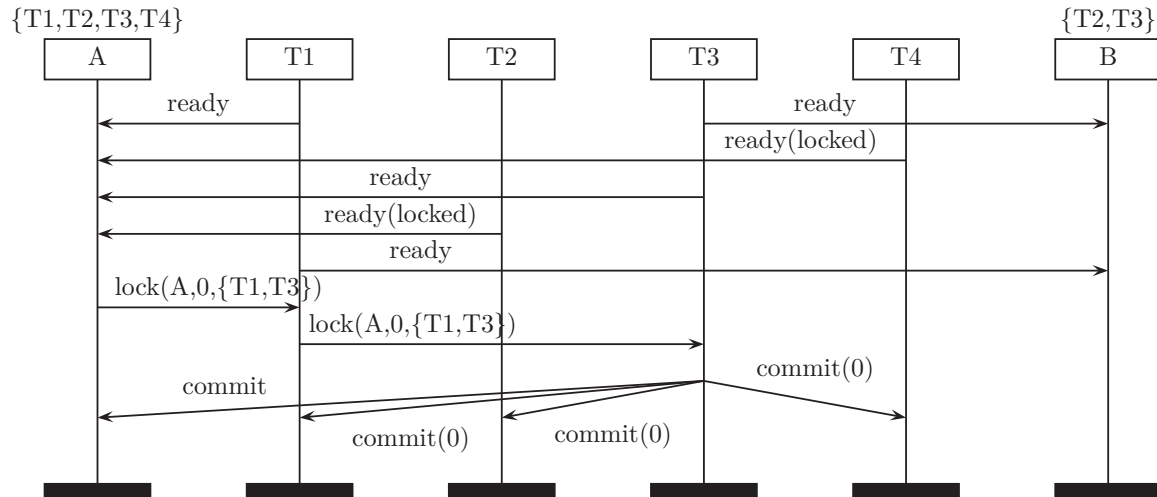 {T1,T2,T3,T4} {T2,T3}
A T1 T2 T3 T4 B
ready ready
ready(locked)
ready
ready(locked)
ready
lock(A,0,{T1,T3})
lock(A,0,{T1,T3})
commit commit(0)
commit(0) commit(0)